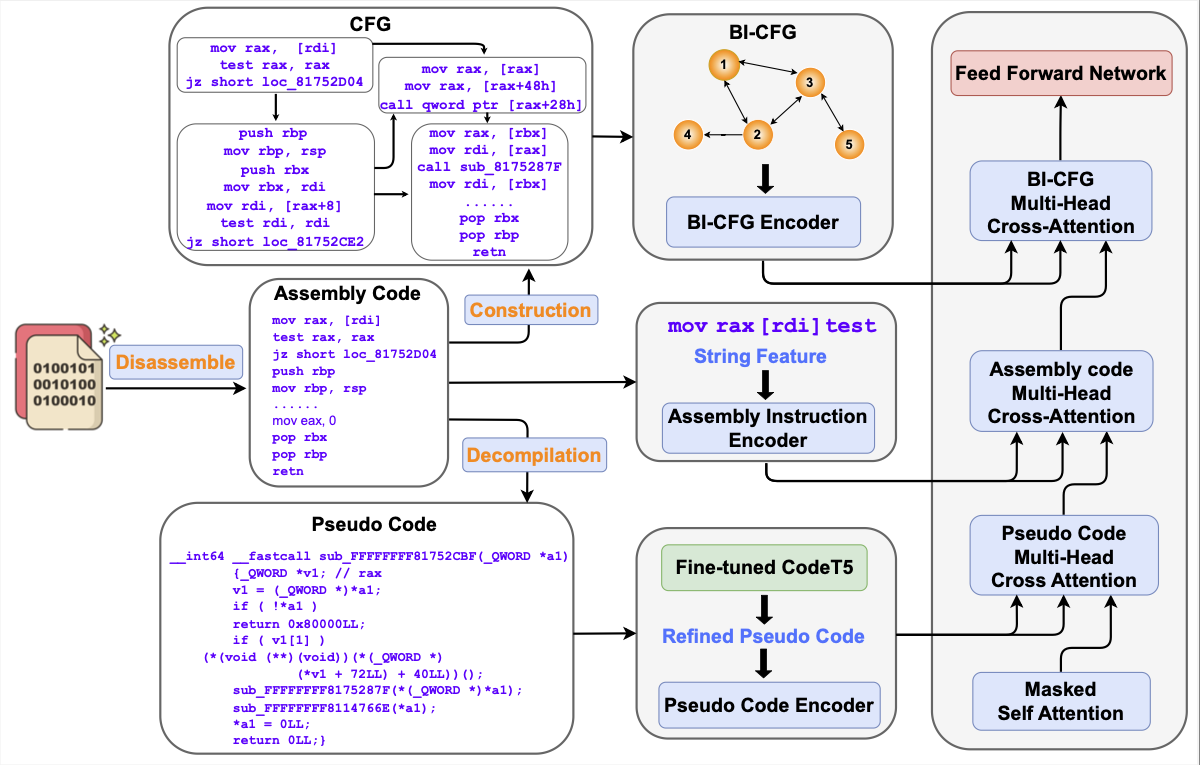 CFG
mov rax, [rdi]
test rax, rax
jz short loc_81752D04
mov rax, [rax]
mov rax, [rax+48h]
call qword ptr [rax+28h]
push rbp
mov rbp, rsp
push rbx
mov rbx, rdi
mov rdi, [rax+8]
test rdi, rdi
jz short loc_81752CE2
mov rax, [rbx]
mov rdi, [rax]
call sub_8175287F
mov rdi, [rbx]
......
pop rbx
pop rbp
retn
BI-CFG
1
3
4
2
5
BI-CFG Encoder
Feed Forward Network
BI-CFG
Multi-Head
Cross-Attention
0100101
0010100
0100010
Disassemble
Assembly Code
mov rax, [rdi]
test rax, rax
jz short loc_81752D04
push rbp
mov rbp, rsp
......
mov eax, 0
pop rbx
pop rbp
retn
Construction
Decompilation
mov rax [rdi] test
String Feature
Assembly Instruction
Encoder
Assembly code
Multi-Head
Cross-Attention
Pseudo Code
__int64 __fastcall sub_FFFFFFFF81752CBF(_QWORD *a1)
{_QWORD *v1; // rax
v1 = (_QWORD *)*a1;
if ( !*a1 )
return 0x80000LL;
if ( v1[1] )
(*(void (**)(void))(*(_QWORD *)
(*v1 + 72LL) + 40LL))();
sub_FFFFFFFF8175287F(*(_QWORD *)*a1);
sub_FFFFFFFF8114766E(*a1);
*a1 = 0LL;
return 0LL;}
Fine-tuned CodeT5
Refined Pseudo Code
Pseudo Code Encoder
Pseudo Code
Multi-Head
Cross Attention
Masked
Self Attention